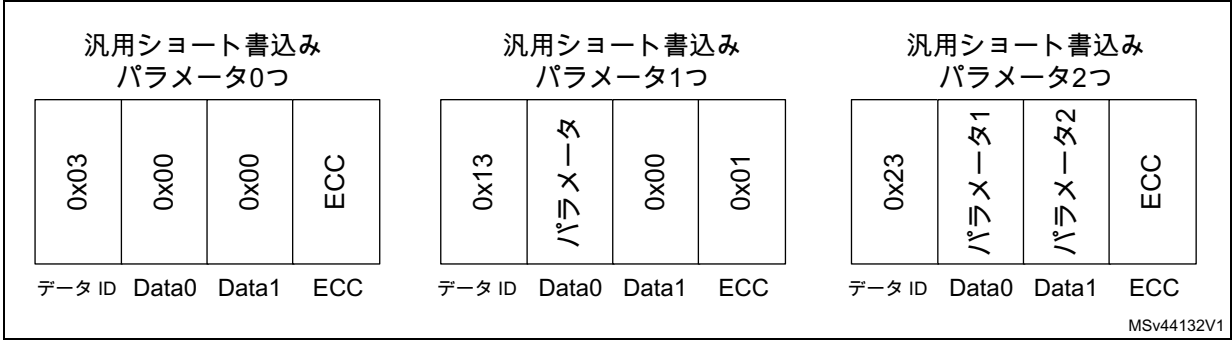 汎用ショート書込み
パラメータ0つ
0x03
0x00
0x00
ECC
データ ID Data0 Data1 ECC
汎用ショート書込み
パラメータ1つ
0x13
パラメータ
0x00
0x01
データ ID Data0 Data1 ECC
汎用ショート書込み
パラメータ2つ
0x23
パラメータ1
パラメータ2
ECC
データ ID Data0 Data1 ECC
MSv44132V1